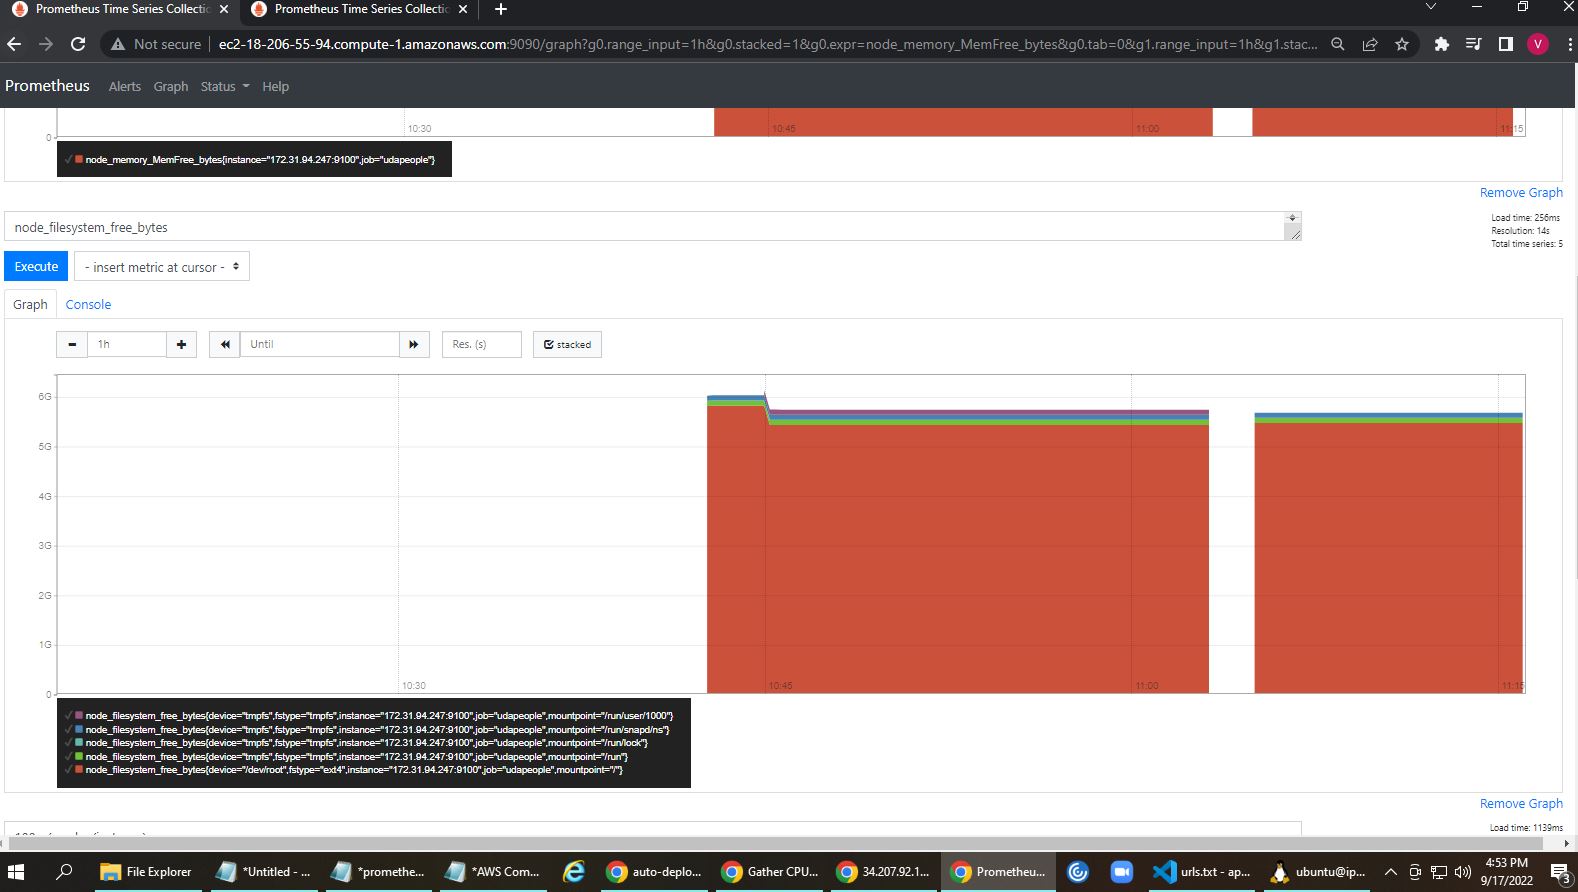 Prometheus Time Series Collectio
Prometheus Time Series Collectio
Not secure
ec2-18-206-55-94.compute-1.amazonaws.com:9090/graph?g0.range_input=1h&g0.stacked=1&g0.expr=node_memory_MemFree_bytes&g0.tab=0&g1.range_input=1h&g1.stac...
V
Prometheus Alerts Graph Status Help
0
10:30 10:45 11:00 11:15
node_memory_MemFree_bytes{instance="172.31.94.247:9100",job="udapeople"}
Remove Graph
node_filesystem_free_bytes
Load time: 256ms
Resolution: 14s
Total time series: 5
Execute
- insert metric at cursor -
Graph Console
1h
Until
Res. (s)
stacked
6G
5G
4G
3G
2G
1G
0
10:30 10:45 11:00 11:15
node_filesystem_free_bytes{device="tmpfs",fstype="tmpfs",instance="172.31.94.247:9100",job="udapeople",mountpoint="/run/user/1000"}
node_filesystem_free_bytes{device="tmpfs",fstype="tmpfs",instance="172.31.94.247:9100",job="udapeople",mountpoint="/run/snapd/ns"}
node_filesystem_free_bytes{device="tmpfs",fstype="tmpfs",instance="172.31.94.247:9100",job="udapeople",mountpoint="/run/lock"}
node_filesystem_free_bytes{device="tmpfs",fstype="tmpfs",instance="172.31.94.247:9100",job="udapeople",mountpoint="/run"}
node_filesystem_free_bytes{device="/dev/root",fstype="ext4",instance="172.31.94.247:9100",job="udapeople",mountpoint="/"}
Remove Graph
Load time: 1139ms
File Explorer
*Untitled - ...
*promethe...
*AWS Com...
auto-deplo...
Gather CPU...
34.207.92.1...
Prometheu...
urls.txt - ap...
ubuntu@ip...
4:53 PM
9/17/2022
3